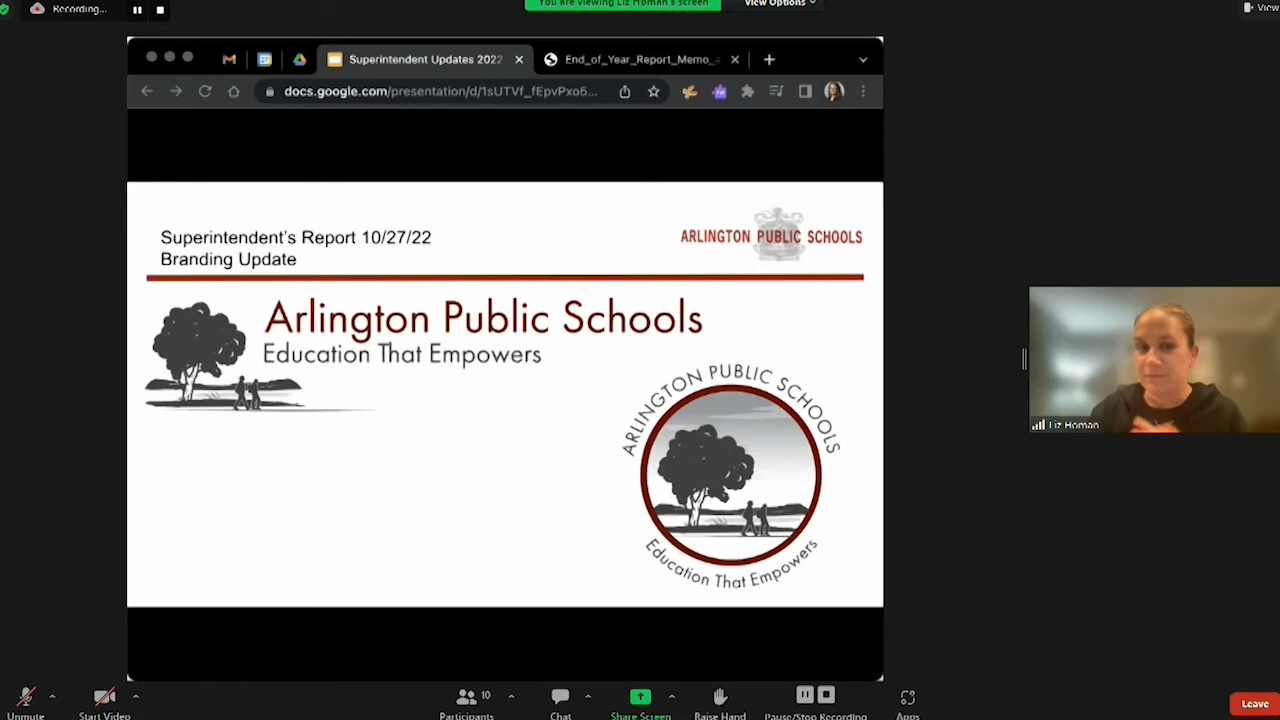 Recording...
You are viewing Liz Homan's screen
View Options
View
Superintendent Updates 2022
End_of_Year_Report_Memo_
docs.google.com/presentation/d/1sUTVf_fEpvPxo5...
Superintendent's Report 10/27/22
Branding Update
ARLINGTON PUBLIC SCHOOLS
Arlington Public Schools
Education That Empowers
ARLINGTON PUBLIC SCHOOLS
Education That Empowers
Liz Homan
Unmute
Start Video
Participants
10
Chat
Share Screen
Raise Hand
Pause/Stop Recording
Apps
Leave